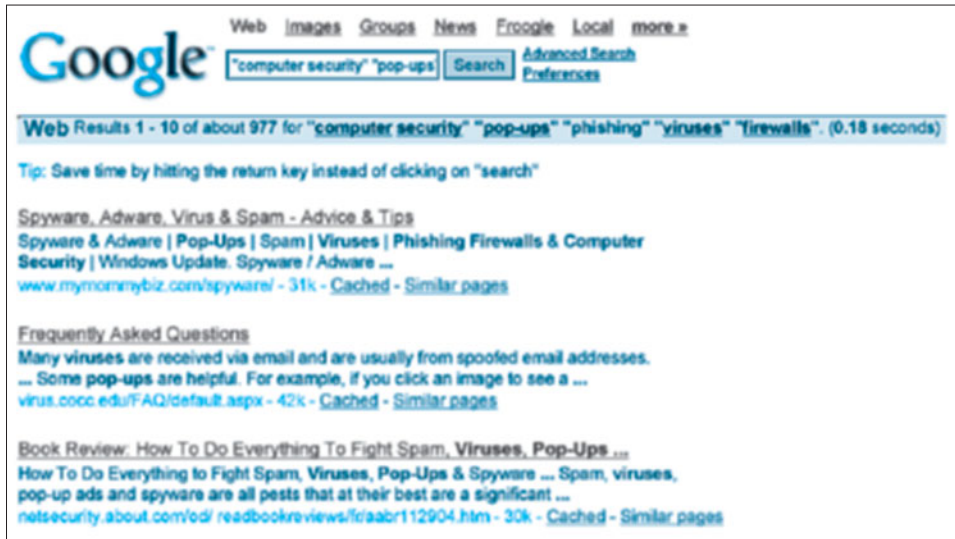 Web Images Groups News Froogle Local more »
Google™
"computer security" "pop-ups Search Advanced Search
Preferences
Web Results 1 - 10 of about 977 for "computer security" "pop-ups" "phishing" "viruses" "firewalls". (0.18 seconds)
Tip: Save time by hitting the return key instead of clicking on "search"
Spyware, Adware, Virus & Spam - Advice & Tips
Spyware & Adware | Pop-Ups | Spam | Viruses | Phishing Firewalls & Computer
Security | Windows Update. Spyware / Adware ...
www.mymommybiz.com/spyware/ - 31k - Cached - Similar pages
Frequently Asked Questions
Many viruses are received via email and are usually from spoofed email addresses.
... Some pop-ups are helpful. For example, if you click an image to see a ...
virus.cocc.edu/FAQ/default.aspx - 42k - Cached - Similar pages
Book Review: How To Do Everything To Fight Spam, Viruses, Pop-Ups ...
How To Do Everything to Fight Spam, Viruses, Pop-Ups & Spyware ... Spam, viruses,
pop-up ads and spyware are all pests that at their best are a significant ...
netsecurity.about.com/od/ readbookreviews/fr/aabr112904.htm - 30k - Cached - Similar pages